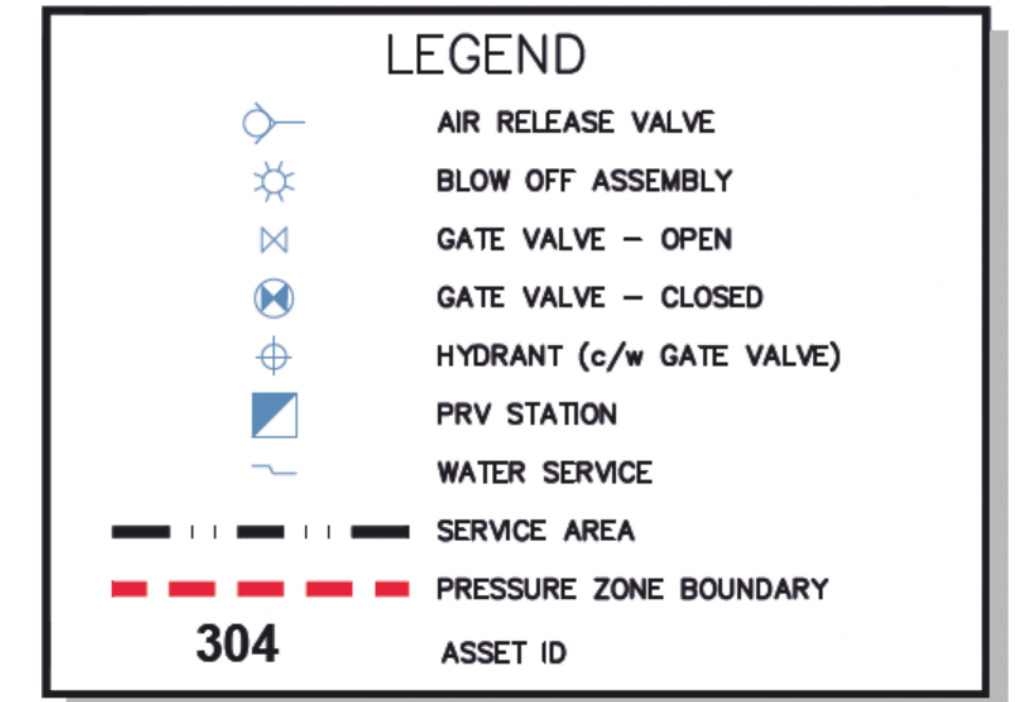 LEGEND
AIR RELEASE VALVE
BLOW OFF ASSEMBLY
GATE VALVE – OPEN
GATE VALVE – CLOSED
HYDRANT (c/w GATE VALVE)
PRV STATION
WATER SERVICE
SERVICE AREA
PRESSURE ZONE BOUNDARY
304 ASSET ID